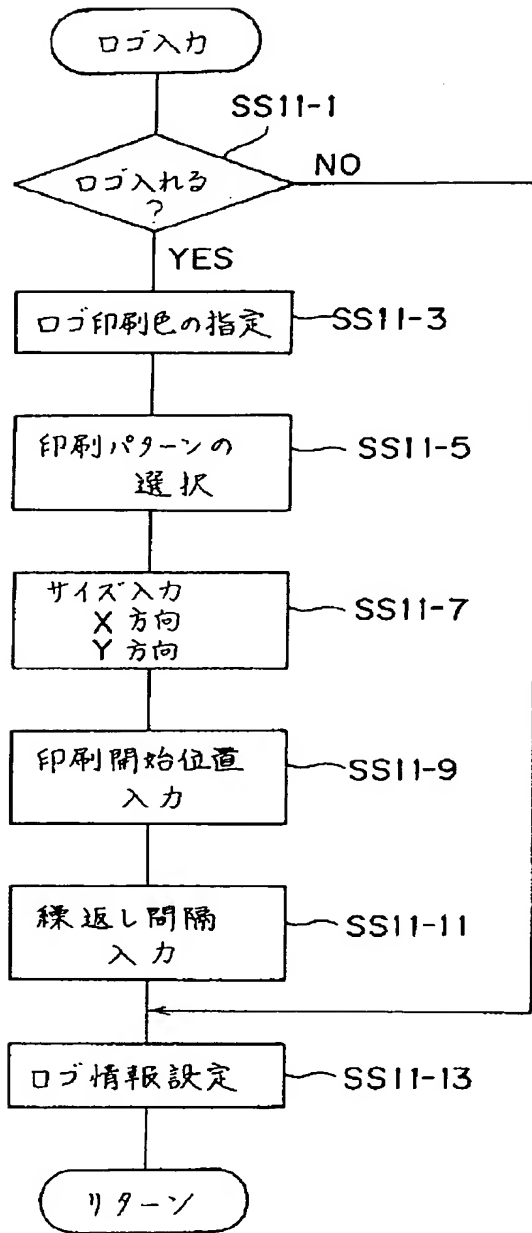 ロゴ入力
SS11-1
ロゴ入れる
?
NO
YES
ロゴ印刷色の指定
SS11-3
印刷パターンの
選択
SS11-5
サイズ入力
X 方向
Y 方向
SS11-7
印刷開始位置
入力
SS11-9
繰返し間隔
入力
SS11-11
ロゴ情報設定
SS11-13
リターン